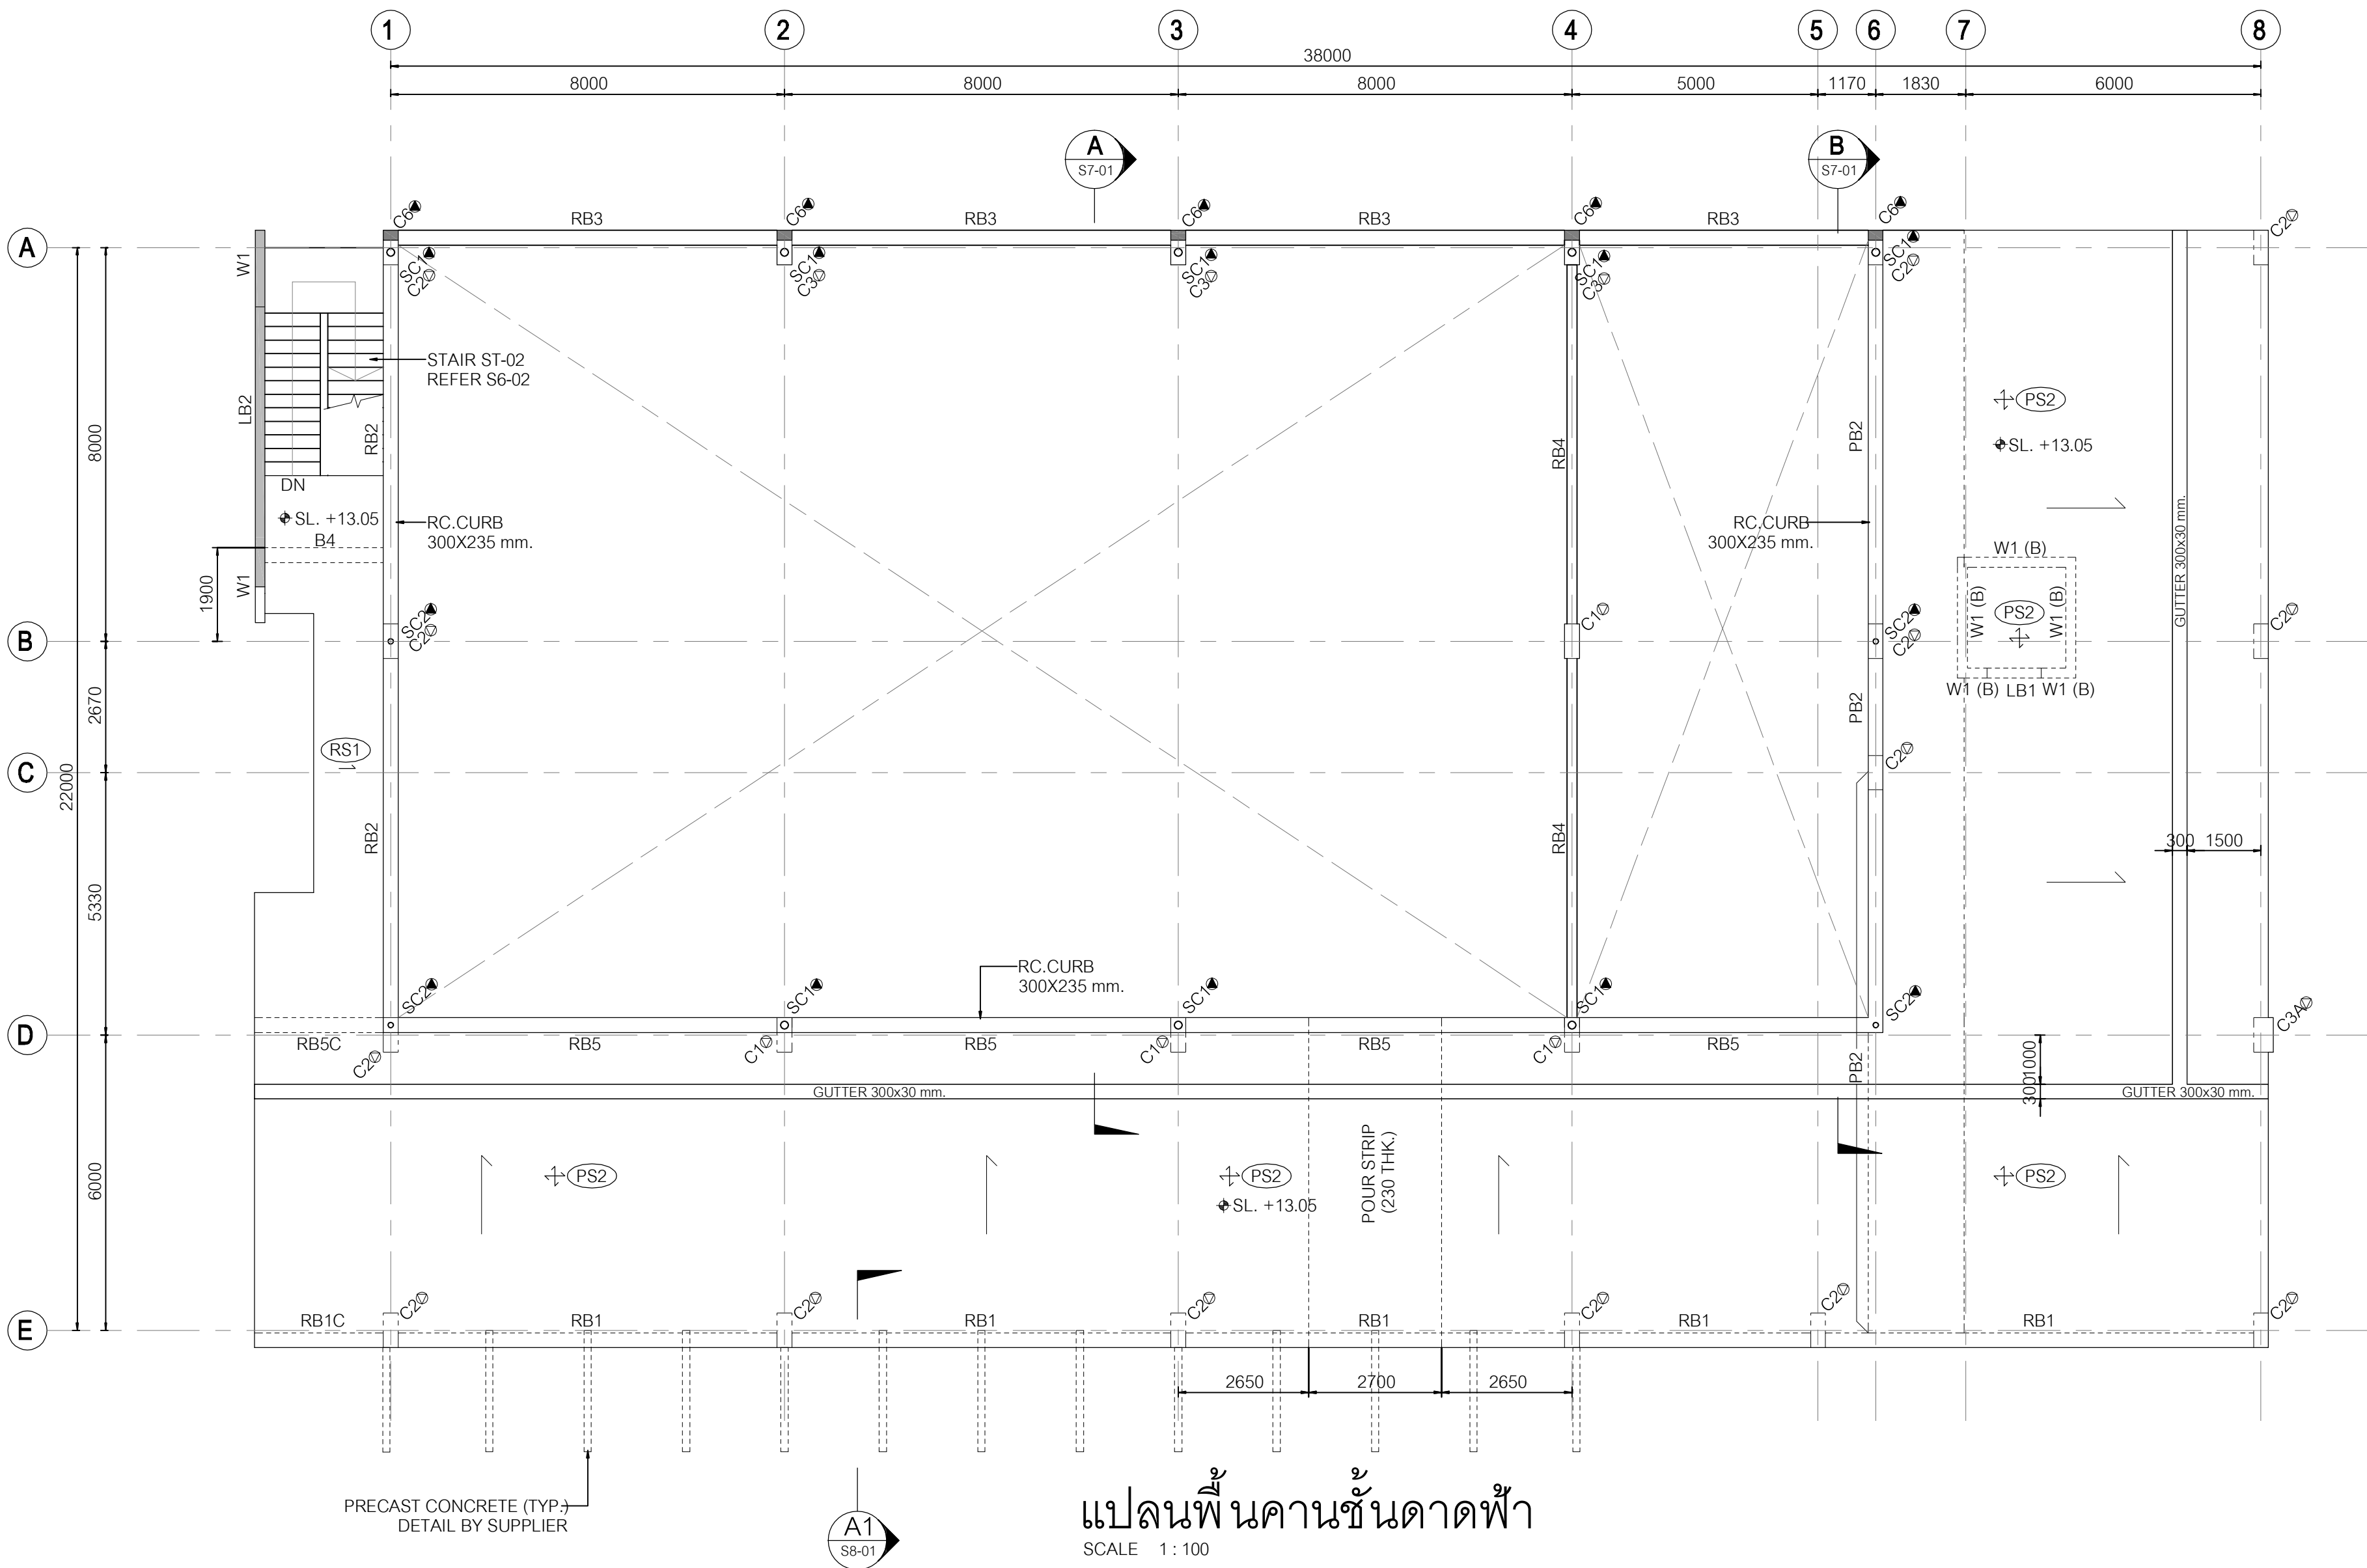 1 2 3 4 5 6 7 8
38000
8000 8000 8000 5000 1170 1830 6000
A
S7-01
B
S7-01
C6 C6 C6 C6 C6 C2
RB3 RB3 RB3 RB3
A
SC1
C2
SC1
C3
SC1
C3
SC1
C3
SC1
C2
W1
STAIR ST-02
REFER S6-02
LB2
RB2
RB4
PB2
PS2
SL. +13.05
8000
DN
SL. +13.05
B4
RC.CURB
300X235 mm.
RC.CURB
300X235 mm.
GUTTER 300x30 mm.
W1
1900
W1 (B)
W1 (B)
PS2
W1 (B)
W1 (B) LB1 W1 (B)
B
SC2
C2
C1
SC2
C2
C2
2670
22000
RS1
PB2
C2
C
RB2
RB4
300 1500
5330
RC.CURB
300X235 mm.
SC2 SC1 SC1 SC1 SC2
C3A
D
RB5C RB5 RB5 RB5 RB5
C2 C1 C1 C1
PB2
1000
300
GUTTER 300x30 mm.
GUTTER 300x30 mm.
6000
PS2
PS2
SL. +13.05
POUR STRIP
(230 THK.)
PS2
C2 C2 C2 C2 C2 C2
E
RB1C RB1 RB1 RB1 RB1 RB1
2650 2700 2650
PRECAST CONCRETE (TYP.)
DETAIL BY SUPPLIER
A1
S8-01
แปลนพื้นคานชั้นดาดฟ้า
SCALE 1 : 100